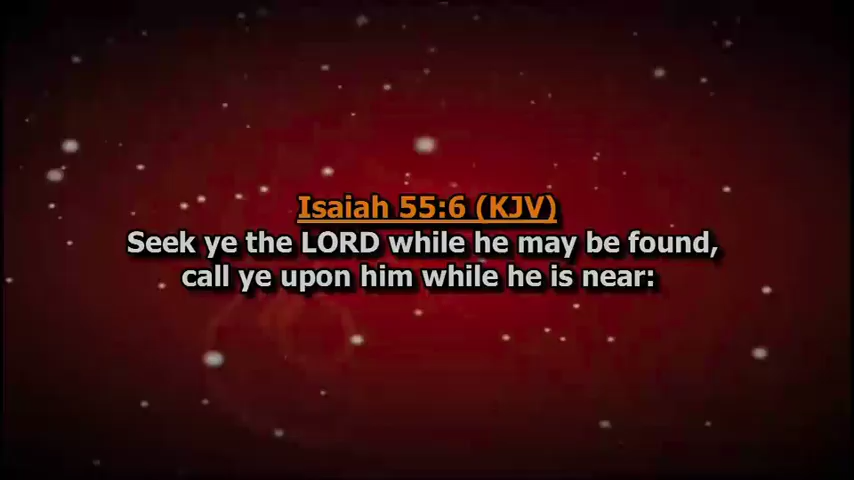 Isaiah 55:6 (KJV)
Seek ye the LORD while he may be found,
call ye upon him while he is near: